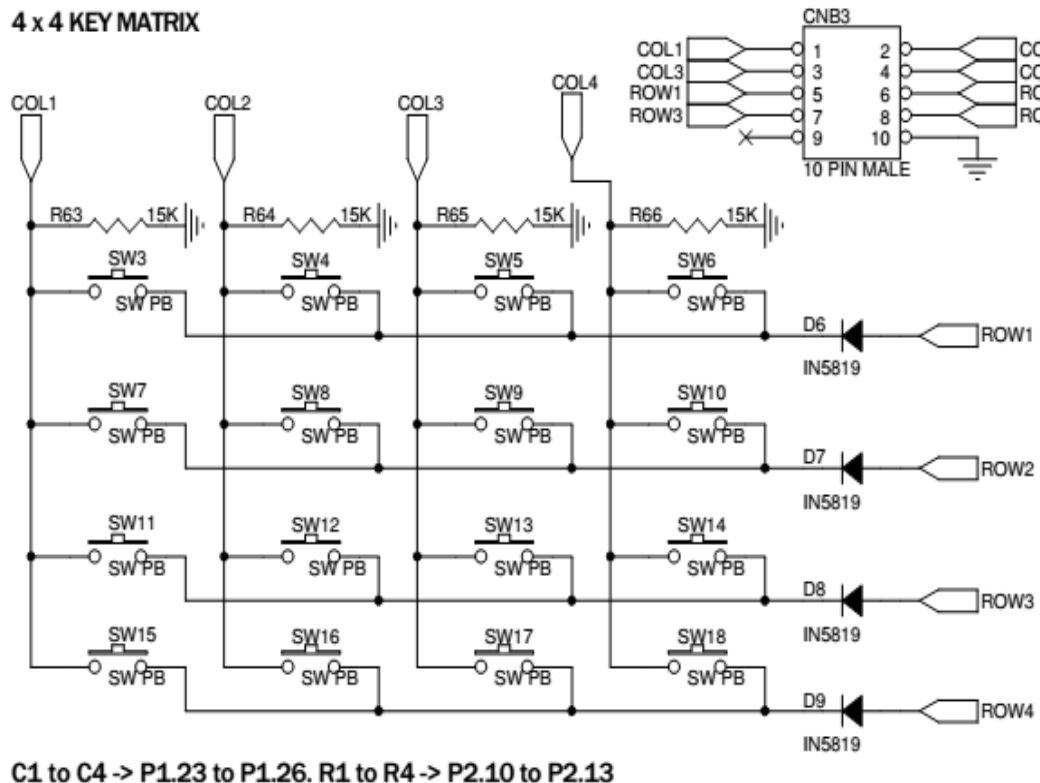 4 x 4 KEY MATRIX
CNB3
COL1 1 2
COL3 3 4
ROW1 5 6
ROW3 7 8
9 10
10 PIN MALE
COL1 COL2 COL3 COL4
R63 15K R64 15K R65 15K R66 15K
SW3 SW4 SW5 SW6
SW PB SW PB SW PB SW PB
D6 ROW1
IN5819
SW7 SW8 SW9 SW10
SW PB SW PB SW PB SW PB
D7 ROW2
IN5819
SW11 SW12 SW13 SW14
SW PB SW PB SW PB SW PB
D8 ROW3
IN5819
SW15 SW16 SW17 SW18
SW PB SW PB SW PB SW PB
D9 ROW4
IN5819
C1 to C4 -> P1.23 to P1.26. R1 to R4 -> P2.10 to P2.13